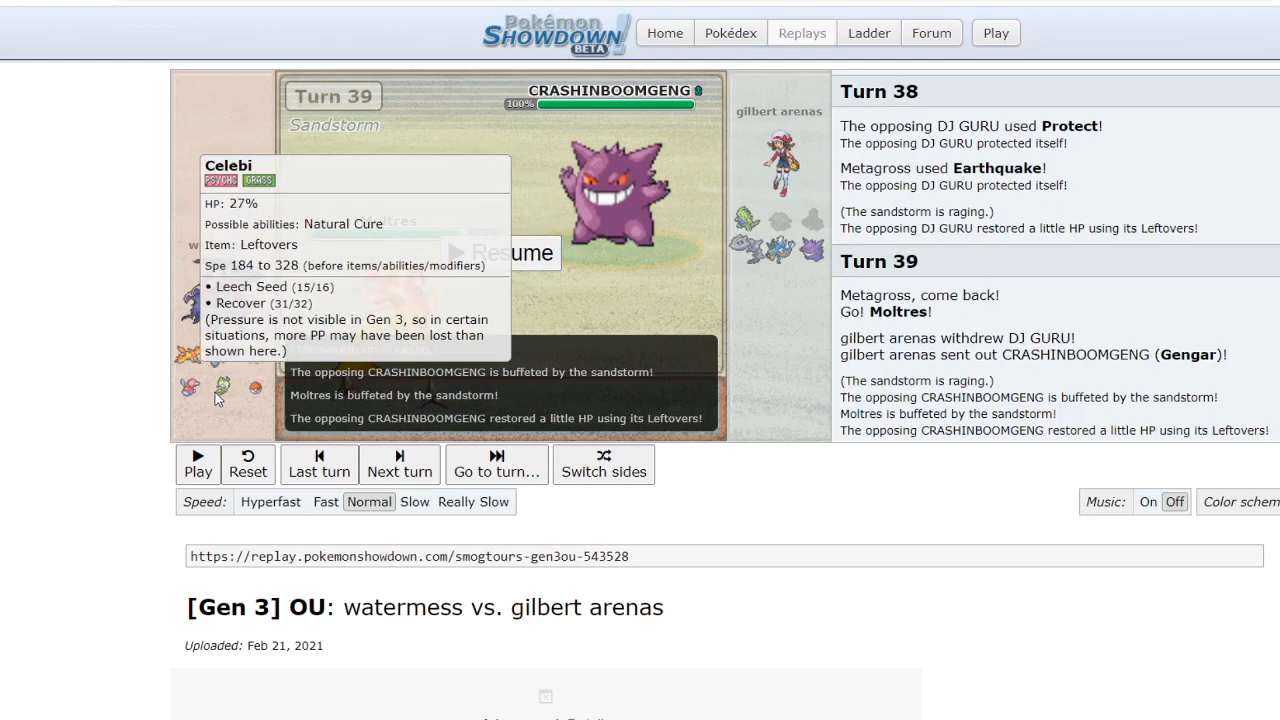 Pokémon
SHOWDOWN!
BETA
Home
Pokédex
Replays
Ladder
Forum
Play
Turn 39
Sandstorm
CRASHINBOOMGENG
100%
gilbert arenas
Celebi
PSYCHC GRASS
HP: 27%
Possible abilities: Natural Cure
Item: Leftovers
Spe 184 to 328 (before items/abilities/modifiers)
• Leech Seed (15/16)
• Recover (31/32)
(Pressure is not visible in Gen 3, so in certain
situations, more PP may have been lost than
shown here.)
Moltres
Resume
The opposing CRASHINBOOMGENG is buffeted by the sandstorm!
Moltres is buffeted by the sandstorm!
The opposing CRASHINBOOMGENG restored a little HP using its Leftovers!
Turn 38
The opposing DJ GURU used Protect!
The opposing DJ GURU protected itself!
Metagross used Earthquake!
The opposing DJ GURU protected itself!
(The sandstorm is raging.)
The opposing DJ GURU restored a little HP using its Leftovers!
Turn 39
Metagross, come back!
Go! Moltres!
gilbert arenas withdrew DJ GURU!
gilbert arenas sent out CRASHINBOOMGENG (Gengar)!
(The sandstorm is raging.)
The opposing CRASHINBOOMGENG is buffeted by the sandstorm!
Moltres is buffeted by the sandstorm!
The opposing CRASHINBOOMGENG restored a little HP using its Leftovers!
Play
Reset
Last turn
Next turn
Go to turn...
Switch sides
Speed: Hyperfast Fast Normal Slow Really Slow
Music: On Off
Color schem
https://replay.pokemonshowdown.com/smogtours-gen3ou-543528
[Gen 3] OU: watermess vs. gilbert arenas
Uploaded: Feb 21, 2021